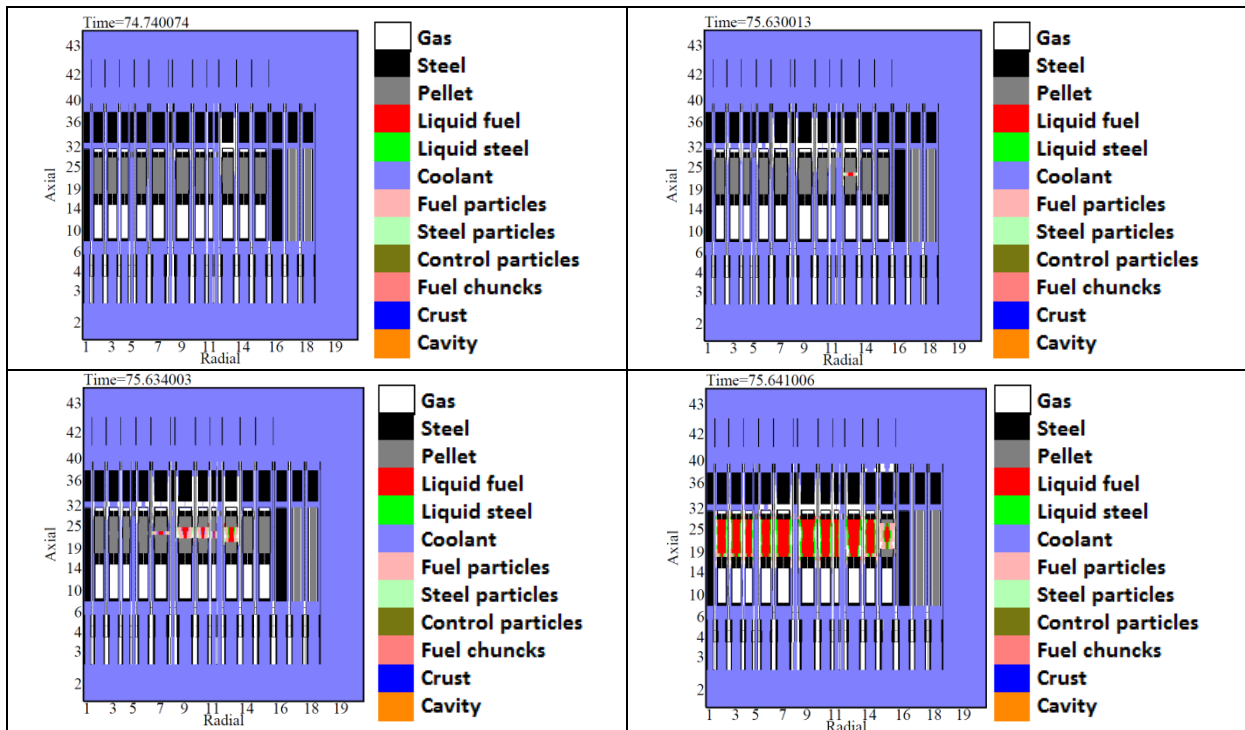 Time=74.740074
43
42
40
36
32
25
19
14
10
6
4
3
2
Axial
1 3 5 7 9 11 14 16 18 19
Radial
Gas
Steel
Pellet
Liquid fuel
Liquid steel
Coolant
Fuel particles
Steel particles
Control particles
Fuel chuncks
Crust
Cavity
Time=75.630013
43
42
40
36
32
25
19
14
10
6
4
3
2
Axial
1 3 5 7 9 11 14 16 18 19
Radial
Gas
Steel
Pellet
Liquid fuel
Liquid steel
Coolant
Fuel particles
Steel particles
Control particles
Fuel chuncks
Crust
Cavity
Time=75.634003
43
42
40
36
32
25
19
14
10
6
4
3
2
Axial
1 3 5 7 9 11 14 16 18 19
Radial
Gas
Steel
Pellet
Liquid fuel
Liquid steel
Coolant
Fuel particles
Steel particles
Control particles
Fuel chuncks
Crust
Cavity
Time=75.641006
43
42
40
36
32
25
19
14
10
6
4
3
2
Axial
1 3 5 7 9 11 14 16 18 19
Radial
Gas
Steel
Pellet
Liquid fuel
Liquid steel
Coolant
Fuel particles
Steel particles
Control particles
Fuel chuncks
Crust
Cavity